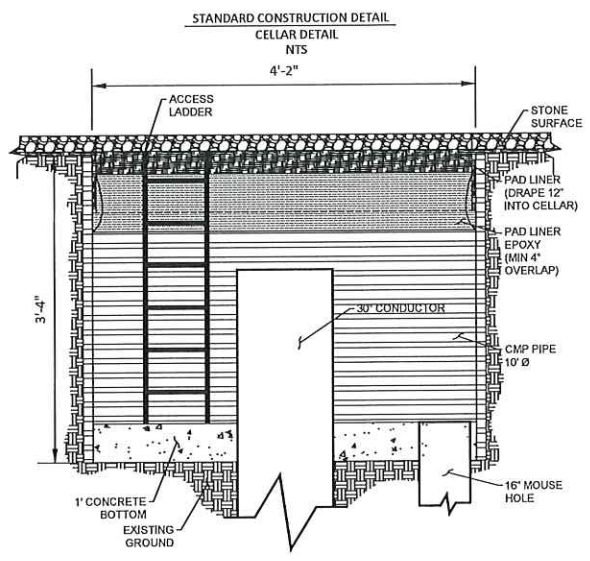 STANDARD CONSTRUCTION DETAIL
CELLAR DETAIL
NTS
4'-2"
ACCESS
LADDER
STONE
SURFACE
PAD LINER
(DRAPE 12"
INTO CELLAR)
PAD LINER
EPOXY
(MIN 4"
OVERLAP)
3'-4"
30" CONDUCTOR
CMP PIPE
10' Ø
1' CONCRETE
BOTTOM
EXISTING
GROUND
16" MOUSE
HOLE